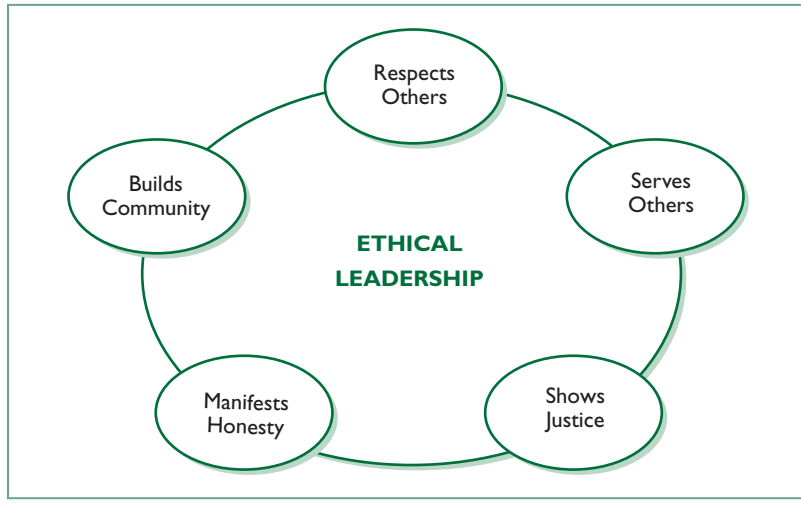 Respects
Others
Builds
Community
Serves
Others
ETHICAL
LEADERSHIP
Manifests
Honesty
Shows
Justice